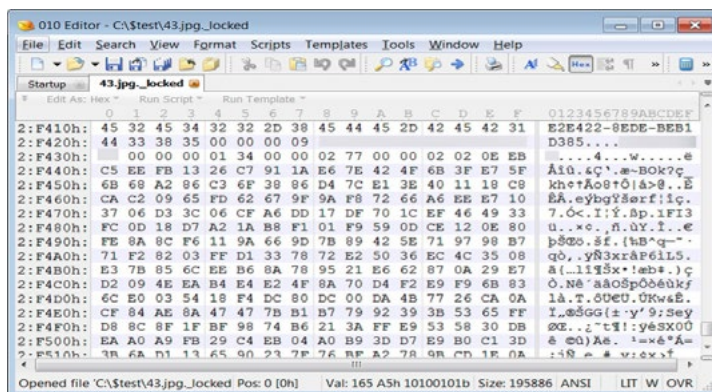 010 Editor - C:\$test\43.jpg._locked
File Edit Search View Format Scripts Templates Tools Window Help
Startup 43.jpg._locked
Edit As: Hex Run Script Run Template
0 1 2 3 4 5 6 7 8 9 A B C D E F 0123456789ABCDEF
2:F410h: 45 32 45 34 32 32 2D 38 45 44 45 2D 42 45 42 31 E2E422-8EDE-BEB1
2:F420h: 44 33 38 35 00 00 00 09 D385....
2:F430h: 00 00 00 01 34 00 00 02 77 00 00 02 02 0E EB
2:F440h: C5 EE FB 13 26 C7 91 1A E6 7E 42 4F 6B 3F E7 5F
2:F450h: 6B 68 A2 86 C3 6F 38 86 D4 7C E1 3E 40 11 18 C8
2:F460h: CA C2 09 65 FD 62 67 9F 9A F8 72 66 A6 EE E7 10
2:F470h: 37 06 D3 3C 06 CF A6 DD 17 DF 70 1C EF 46 49 33
2:F480h: FC 0D 18 D7 A2 1A B8 F1 01 F9 59 0D CE 12 0E 80
2:F490h: FE 8A 8C F6 11 9A 66 9D 7B 89 42 5E 71 97 98 B7
2:F4A0h: 71 F2 82 03 FF D1 33 78 72 E2 50 36 EC 4C 35 08
2:F4B0h: E3 7B 85 6C EE B6 8A 78 95 21 E6 62 87 0A 29 E7
2:F4C0h: D2 09 4E EA B4 E4 E2 4F 8A 70 D4 F2 E9 F9 6B 83
2:F4D0h: 6C E0 03 54 18 F4 DC 80 DC 00 DA 4B 77 26 CA 0A
2:F4E0h: CF 84 AE 8A 47 47 7B B1 B7 79 92 39 3B 53 65 FF
2:F4F0h: D8 8C 8F 1F BF 98 74 B6 21 3A FF E9 53 58 30 DB
2:F500h: EA A0 A9 FB 29 C4 EB 04 A0 B9 3D D7 E9 B0 C1 3D
Opened file 'C:\$test\43.jpg._locked Pos: 0 [0h] Val: 165 A5h 10100101b Size: 195886 ANSI LIT W OVR